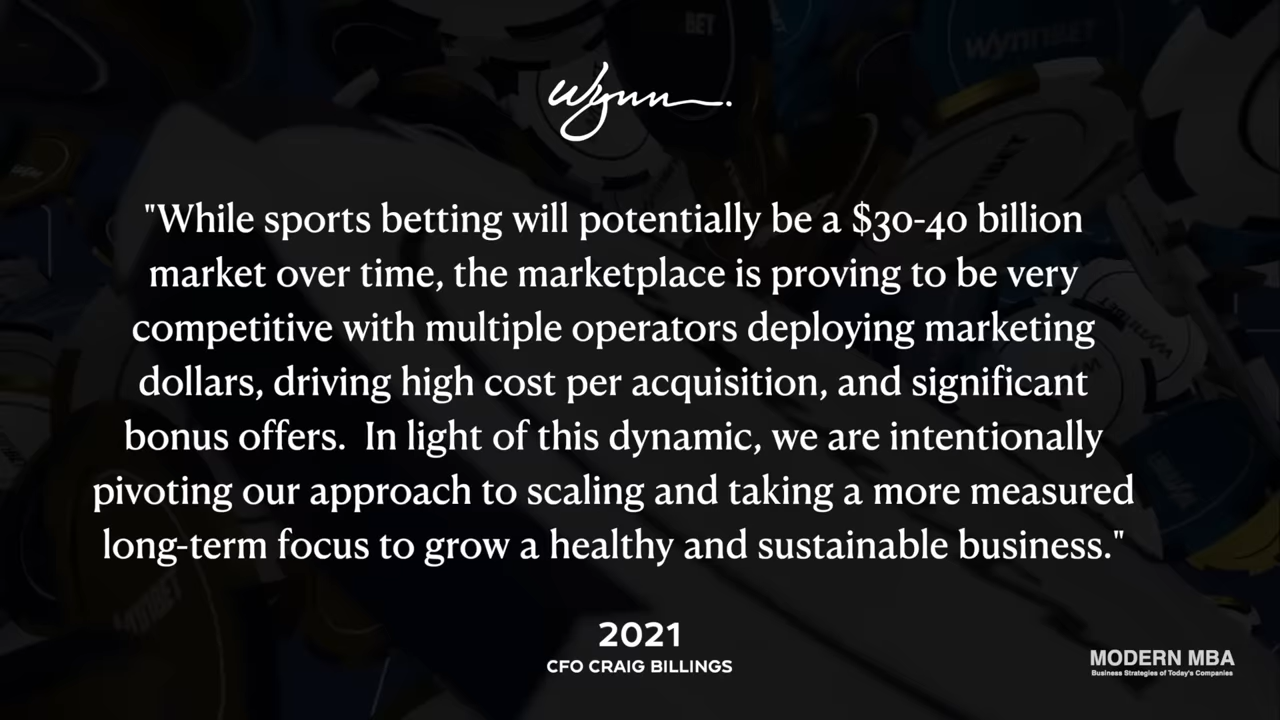 Wynn.
"While sports betting will potentially be a $30-40 billion
market over time, the marketplace is proving to be very
competitive with multiple operators deploying marketing
dollars, driving high cost per acquisition, and significant
bonus offers.  In light of this dynamic, we are intentionally
pivoting our approach to scaling and taking a more measured
long-term focus to grow a healthy and sustainable business."
2021
CFO CRAIG BILLINGS
MODERN MBA
Business Strategies of Today's Companies
BET
WYNNBET
WYNNBET